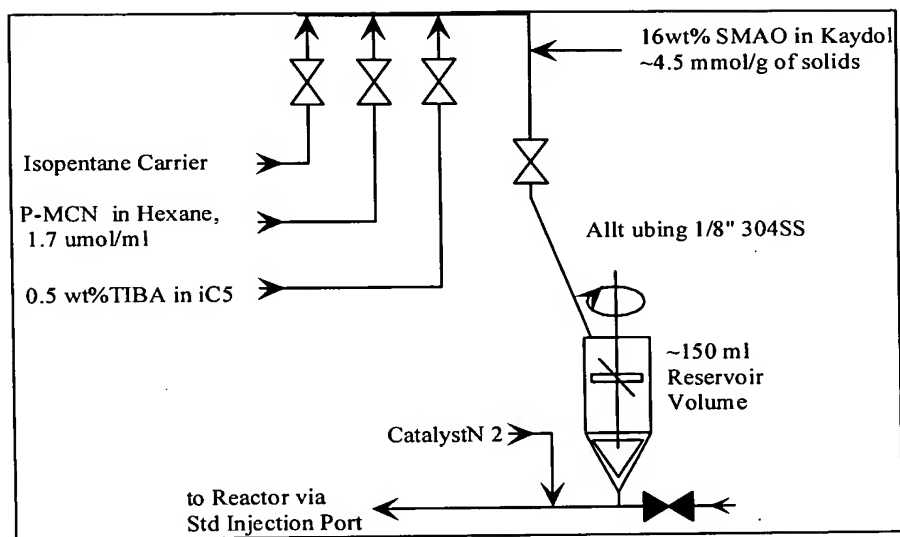 16wt% SMAO in Kaydol
~4.5 mmol/g of solids
Isopentane Carrier
P-MCN in Hexane,
1.7 umol/ml
Allt ubing 1/8" 304SS
0.5 wt%TIBA in iC5
~150 ml
Reservoir
Volume
CatalystN 2
to Reactor via
Std Injection Port